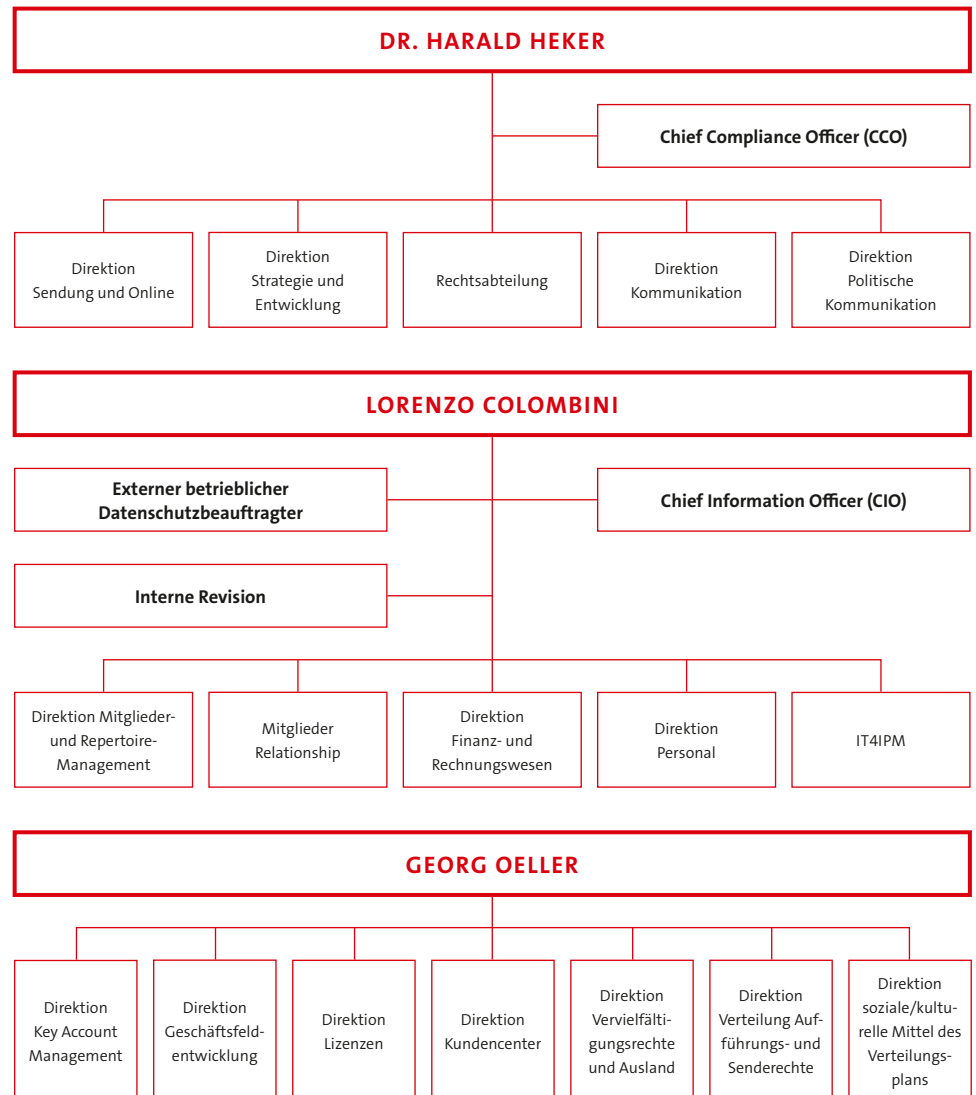 DR. HARALD HEKER
Chief Compliance Officer (CCO)
Direktion
Sendung und Online
Direktion
Strategie und
Entwicklung
Rechtsabteilung
Direktion
Kommunikation
Direktion
Politische
Kommunikation
LORENZO COLOMBINI
Externer betrieblicher
Datenschutzbeauftragter
Chief Information Officer (CIO)
Interne Revision
Direktion Mitglieder-
und Repertoire-
Management
Mitglieder
Relationship
Direktion
Finanz- und
Rechnungswesen
Direktion
Personal
IT4IPM
GEORG OELLER
Direktion
Key Account
Management
Direktion
Geschäftsfeld-
entwicklung
Direktion
Lizenzen
Direktion
Kundencenter
Direktion
Vervielfälti-
gungsrechte
und Ausland
Direktion
Verteilung Auf-
führungs- und
Senderechte
Direktion
soziale/kultu-
relle Mittel des
Verteilungs-
plans